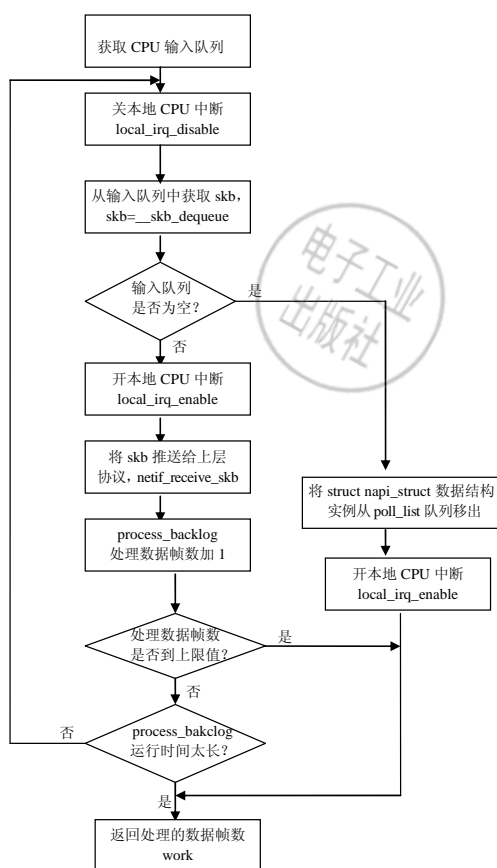 获取 CPU 输入队列
关本地 CPU 中断
local_irq_disable
从输入队列中获取 skb，
skb=__skb_dequeue
输入队列
是否为空？
是
否
开本地 CPU 中断
local_irq_enable
将 skb 推送给上层
协议，netif_receive_skb
将 struct napi_struct 数据结构
实例从 poll_list 队列移出
process_backlog
处理数据帧数加 1
开本地 CPU 中断
local_irq_enable
处理数据帧数
是否到上限值？
是
否
否
process_bakclog
运行时间太长？
是
返回处理的数据帧数
work
电子工业
出版社